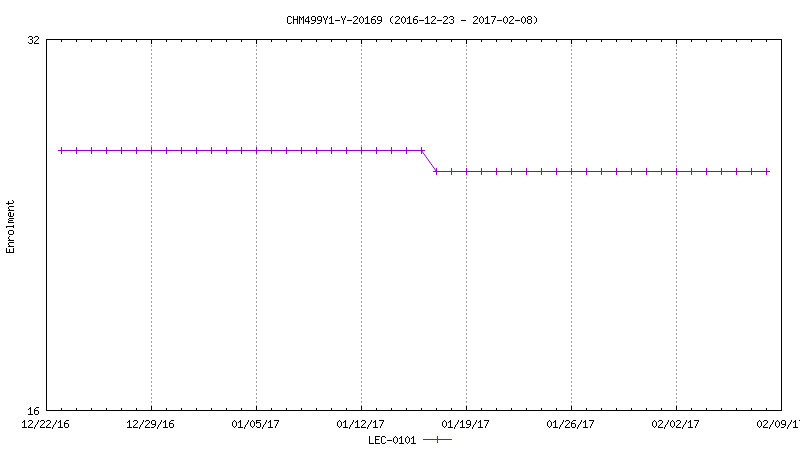 CHM499Y1-Y-20169 (2016-12-23 - 2017-02-08)
32
Enrolment
16
12/22/16 12/29/16 01/05/17 01/12/17 01/19/17 01/26/17 02/02/17 02/09/1
LEC-0101